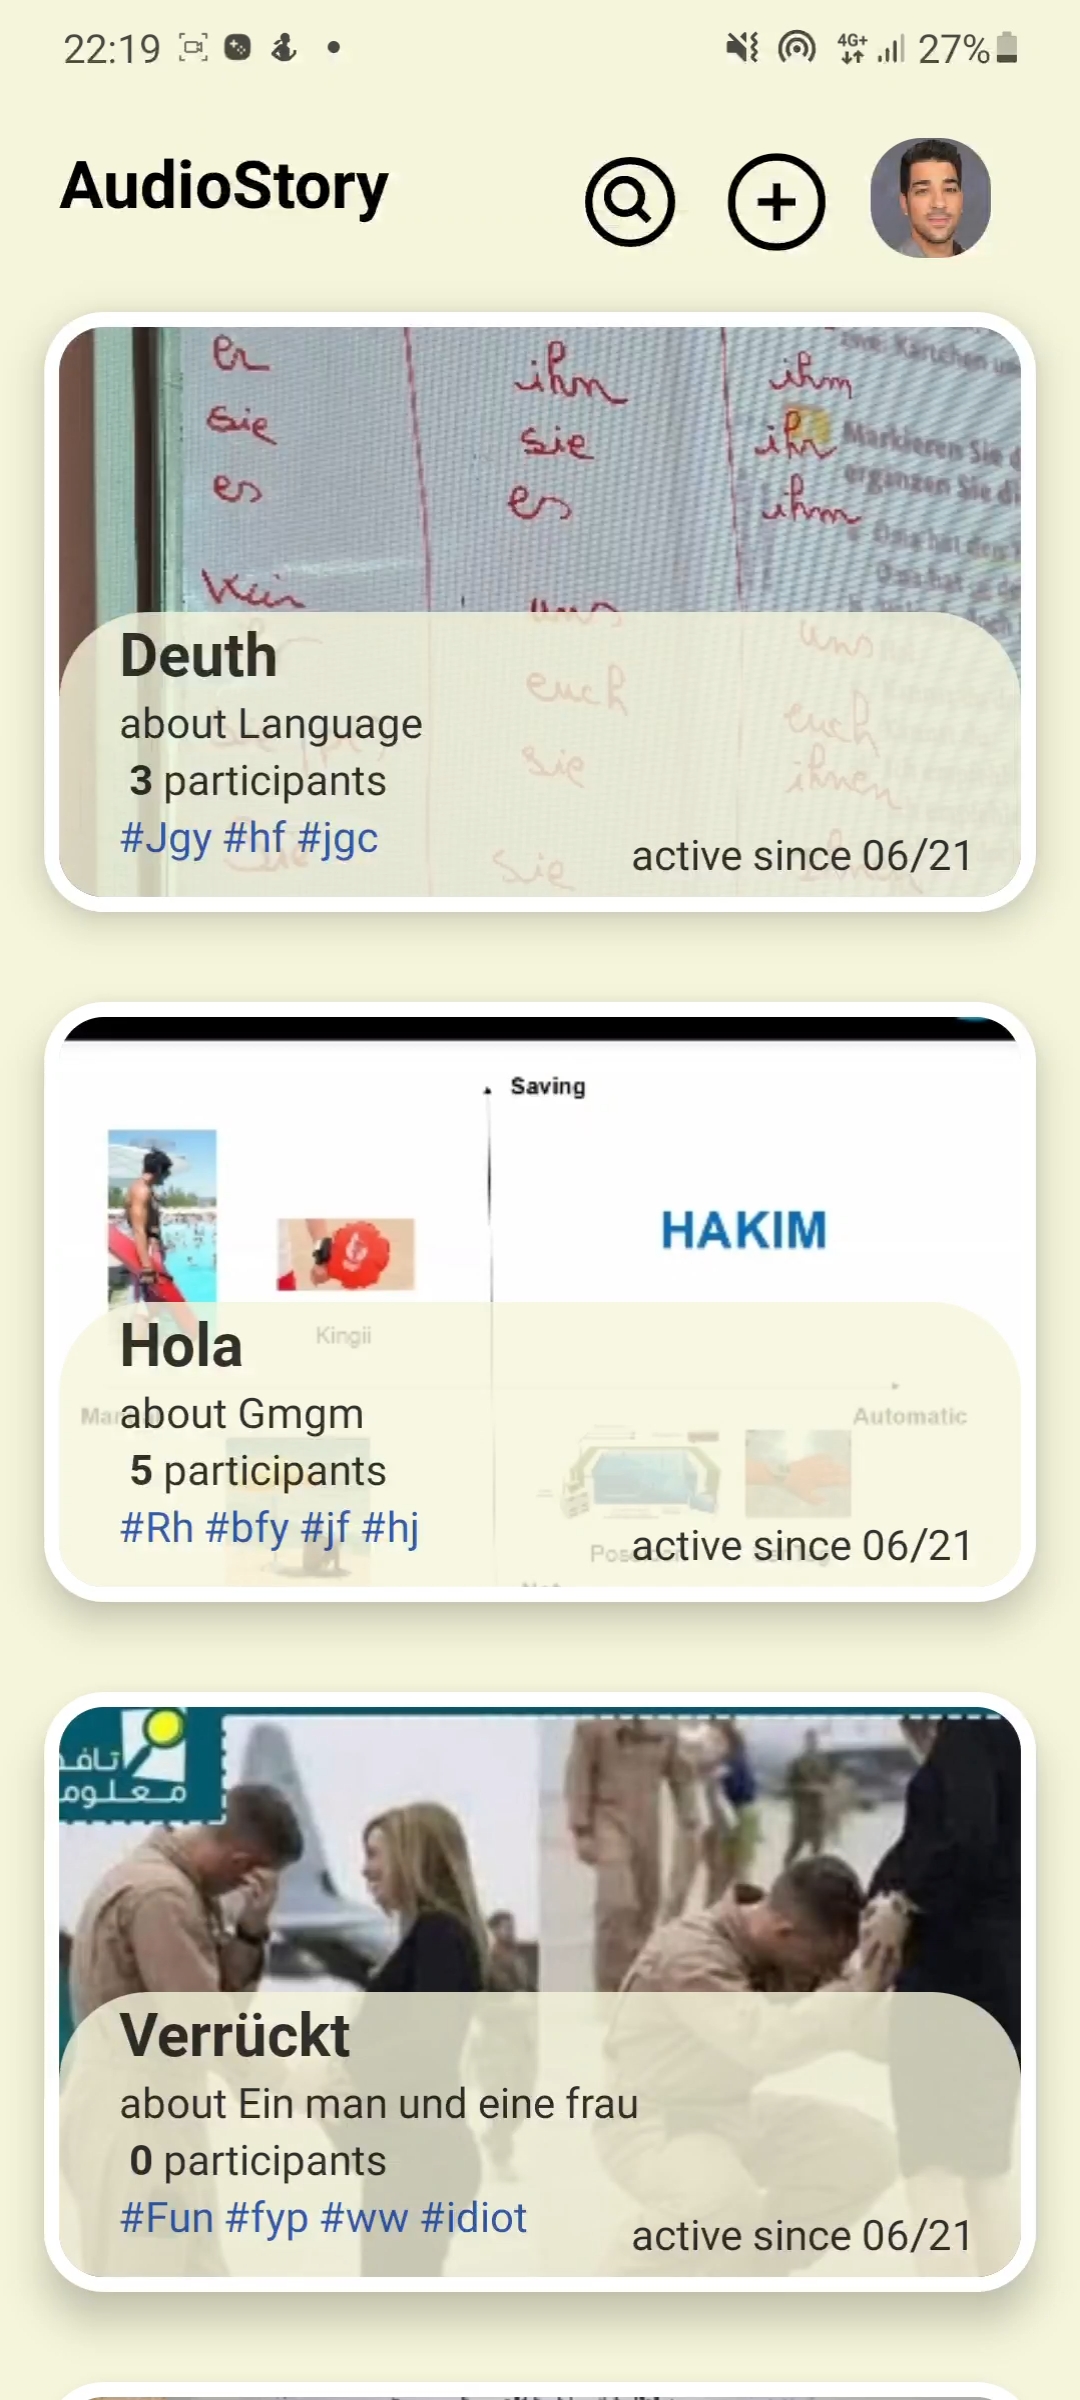 22:19
4G+
27%
AudioStory
er ihn ihm
sie sie ihr
es es ihm
Markieren Sie
ergänzen Sie
uns
uns
euch
euch
sie
ihnen
Sie
Sie
Deuth
about Language
3 participants
#Jgy #hf #jgc
active since 06/21
Saving
HAKIM
Kingii
Automatic
Hola
about Gmgm
5 participants
#Rh #bfy #jf #hj
active since 06/21
Verrückt
about Ein man und eine frau
0 participants
#Fun #fyp #ww #idiot
active since 06/21